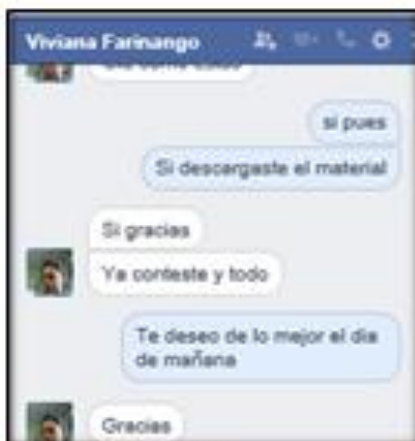 Viviana Farinango
si pues
Si descargaste el material
Si gracias
Ya conteste y todo
Te deseo de lo mejor el dia
de mañana
Gracias